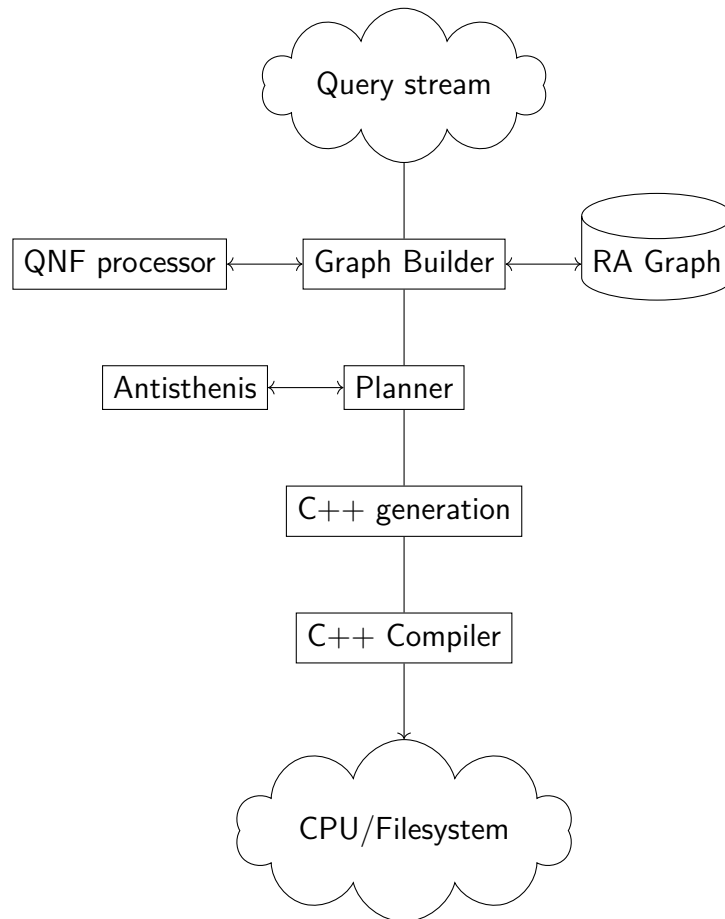 Query stream
QNF processor
Graph Builder
RA Graph
Antisthenis
Planner
C++ generation
C++ Compiler
CPU/Filesystem